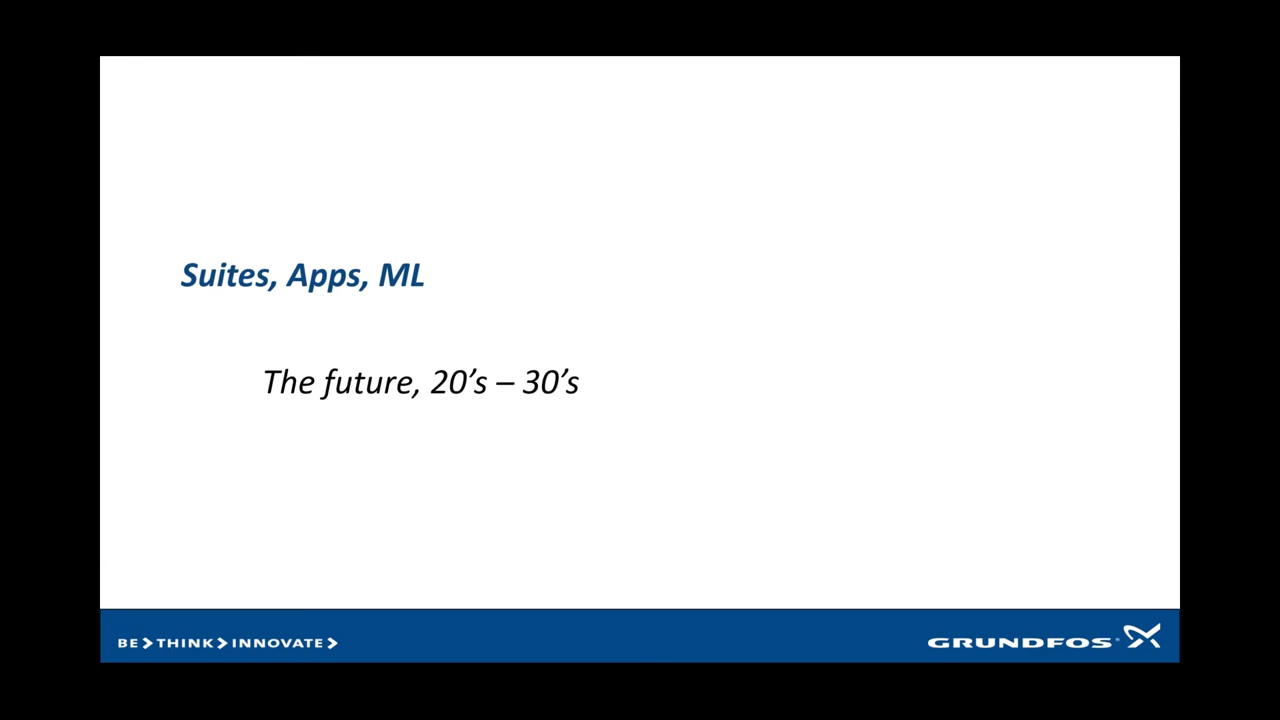 Suites, Apps, ML
The future, 20’s – 30’s
BE>THINK>INNOVATE>
GRUNDFOS